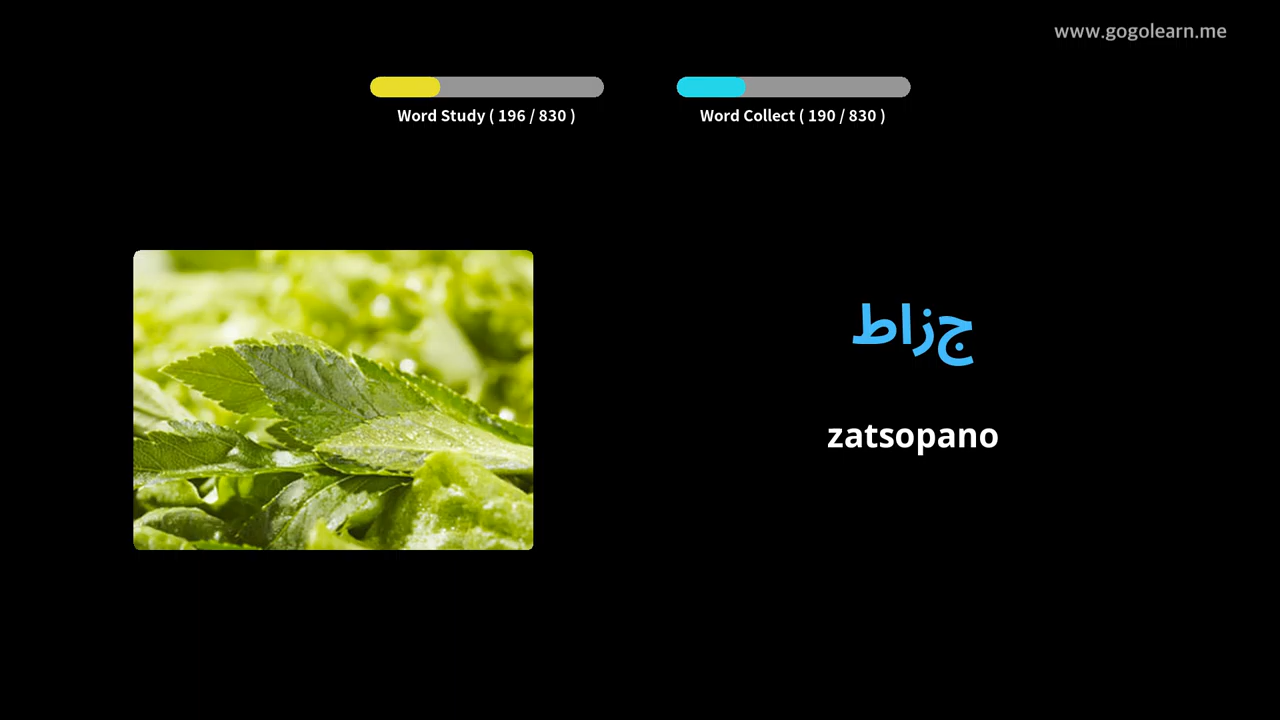 www.gogolearn.me
Word Study ( 196 / 830 )
Word Collect ( 190 / 830 )
جزاط
zatsopano